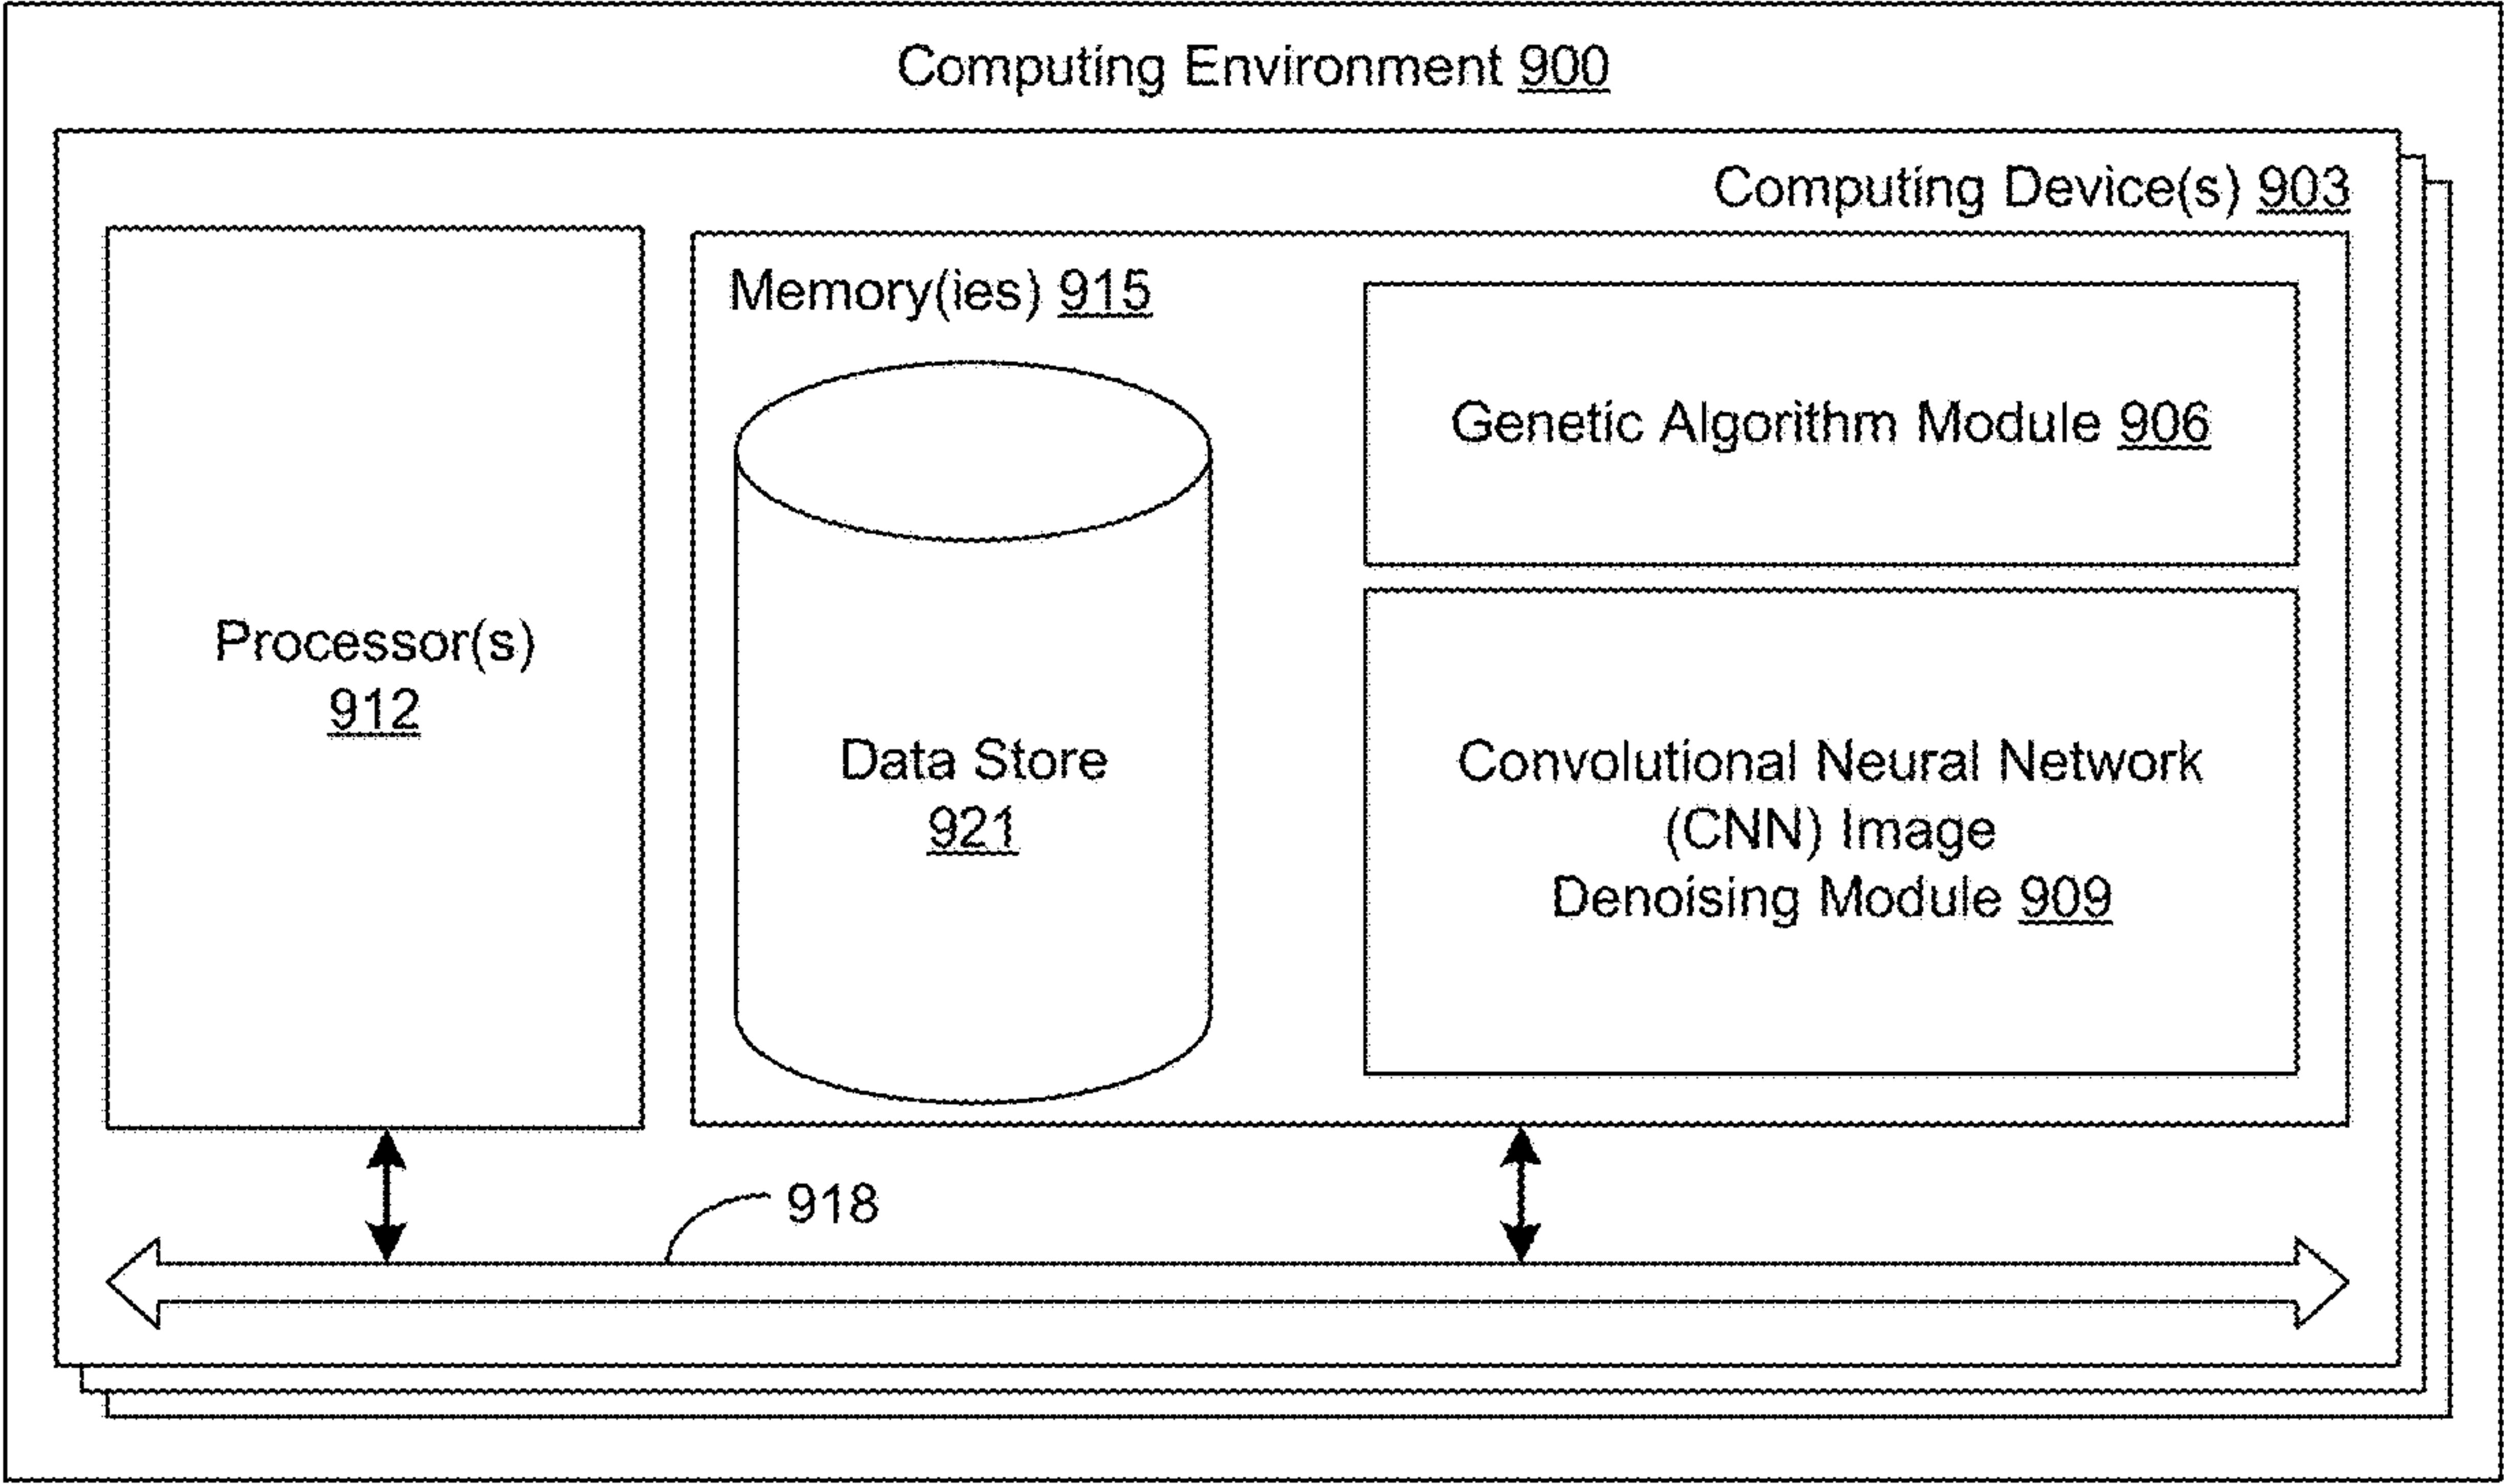 Computing Environment 900
Computing Device(s) 903
Processor(s)
912
Memory(ies) 915
Data Store
921
Genetic Algorithm Module 906
Convolutional Neural Network
(CNN) Image
Denoising Module 909
918